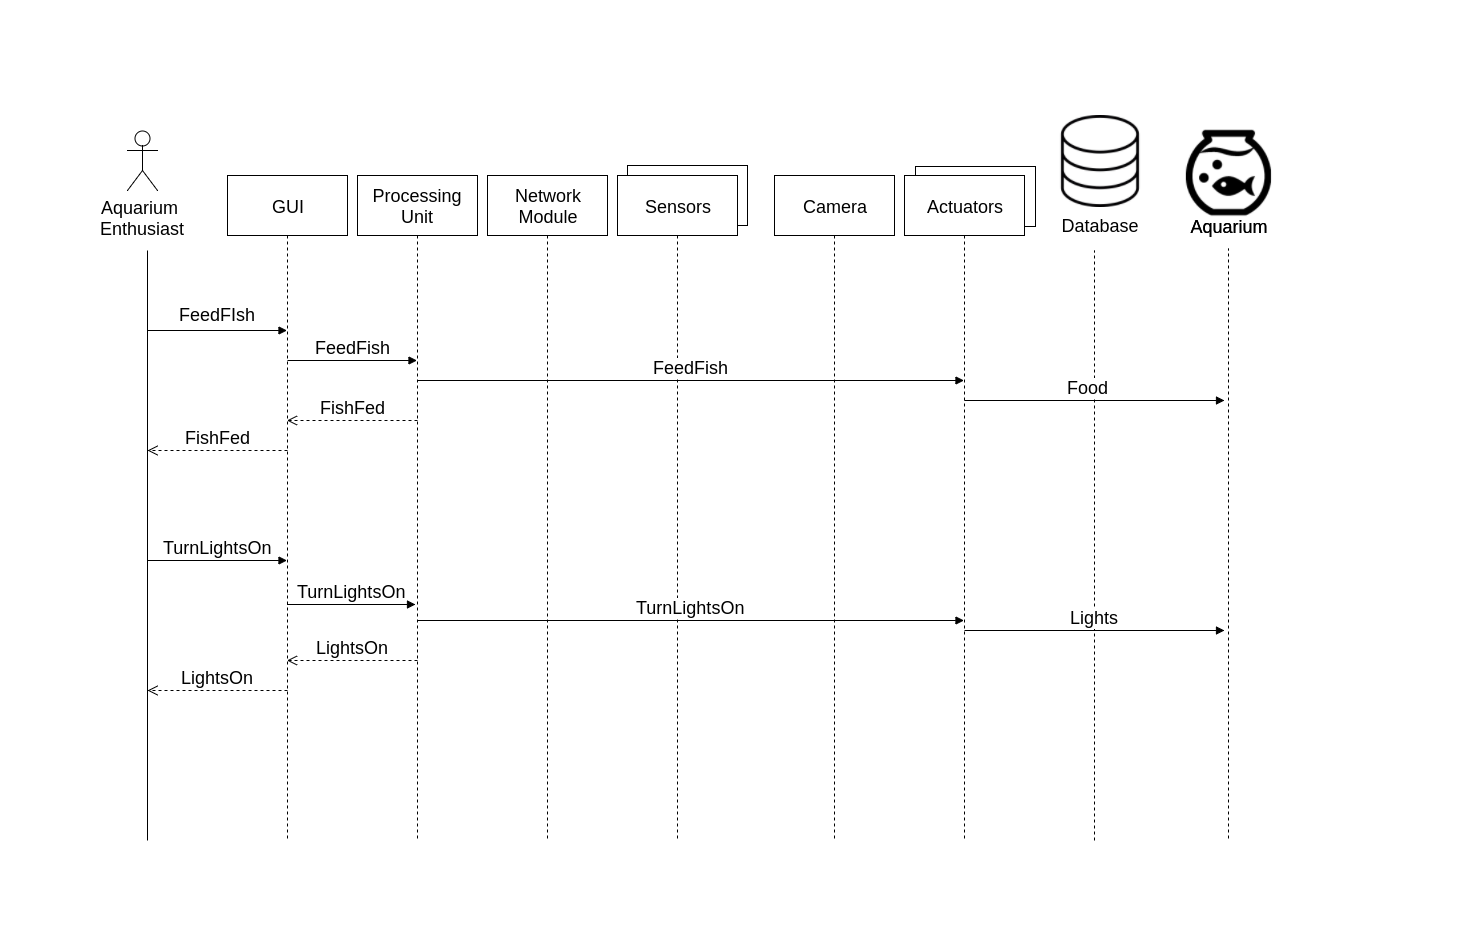 Aquarium
Enthusiast
GUI
Processing
Unit
Network
Module
Sensors
Camera
Actuators
Database
Aquarium
FeedFIsh
FeedFish
FeedFish
Food
FishFed
FishFed
TurnLightsOn
TurnLightsOn
TurnLightsOn
Lights
LightsOn
LightsOn